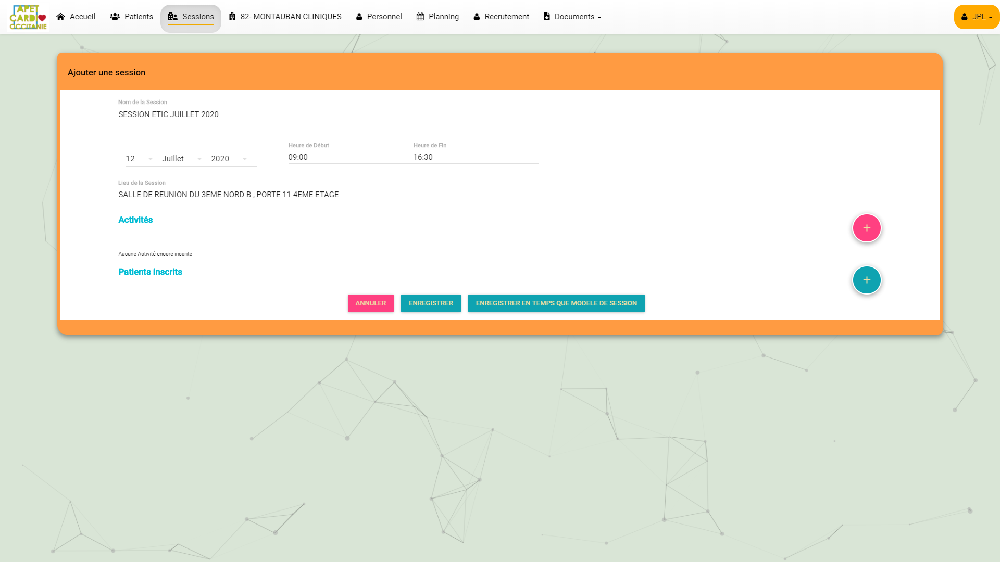 APET
CARDIO
OCCITANIE
Accueil
Patients
Sessions
82- MONTAUBAN CLINIQUES
Personnel
Planning
Recrutement
Documents
JPL
Ajouter une session
Nom de la Session
SESSION ETIC JUILLET 2020
Heure de Début
Heure de Fin
12
Juillet
2020
09:00
16:30
Lieu de la Session
SALLE DE REUNION DU 3EME NORD B , PORTE 11 4EME ETAGE
Activités
+
Aucune Activité encore inscrite
Patients inscrits
+
ANNULER
ENREGISTRER
ENREGISTRER EN TEMPS QUE MODELE DE SESSION